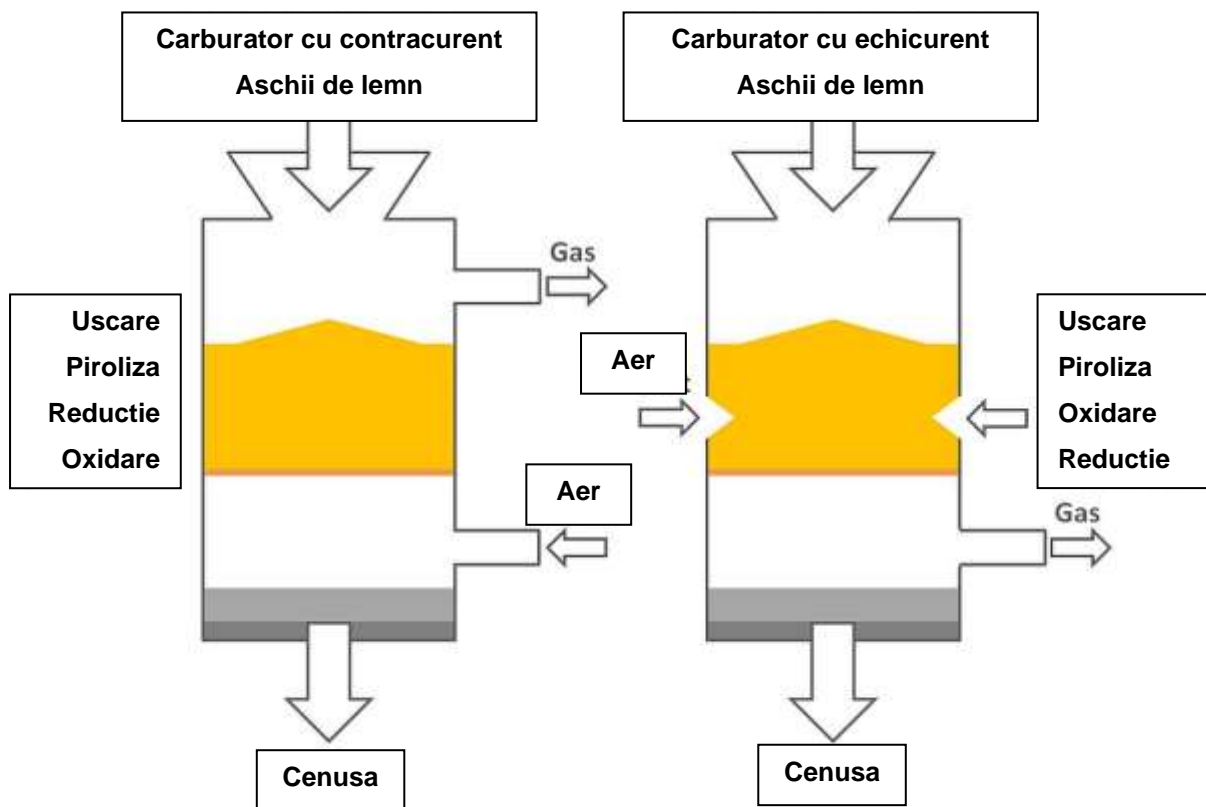 Carburator cu contracurent
Aschii de lemn
Carburator cu echicurent
Aschii de lemn
Gas
Uscare
Piroliza
Reductie
Oxidare
Aer
Uscare
Piroliza
Oxidare
Reductie
Aer
Gas
Cenusa
Cenusa